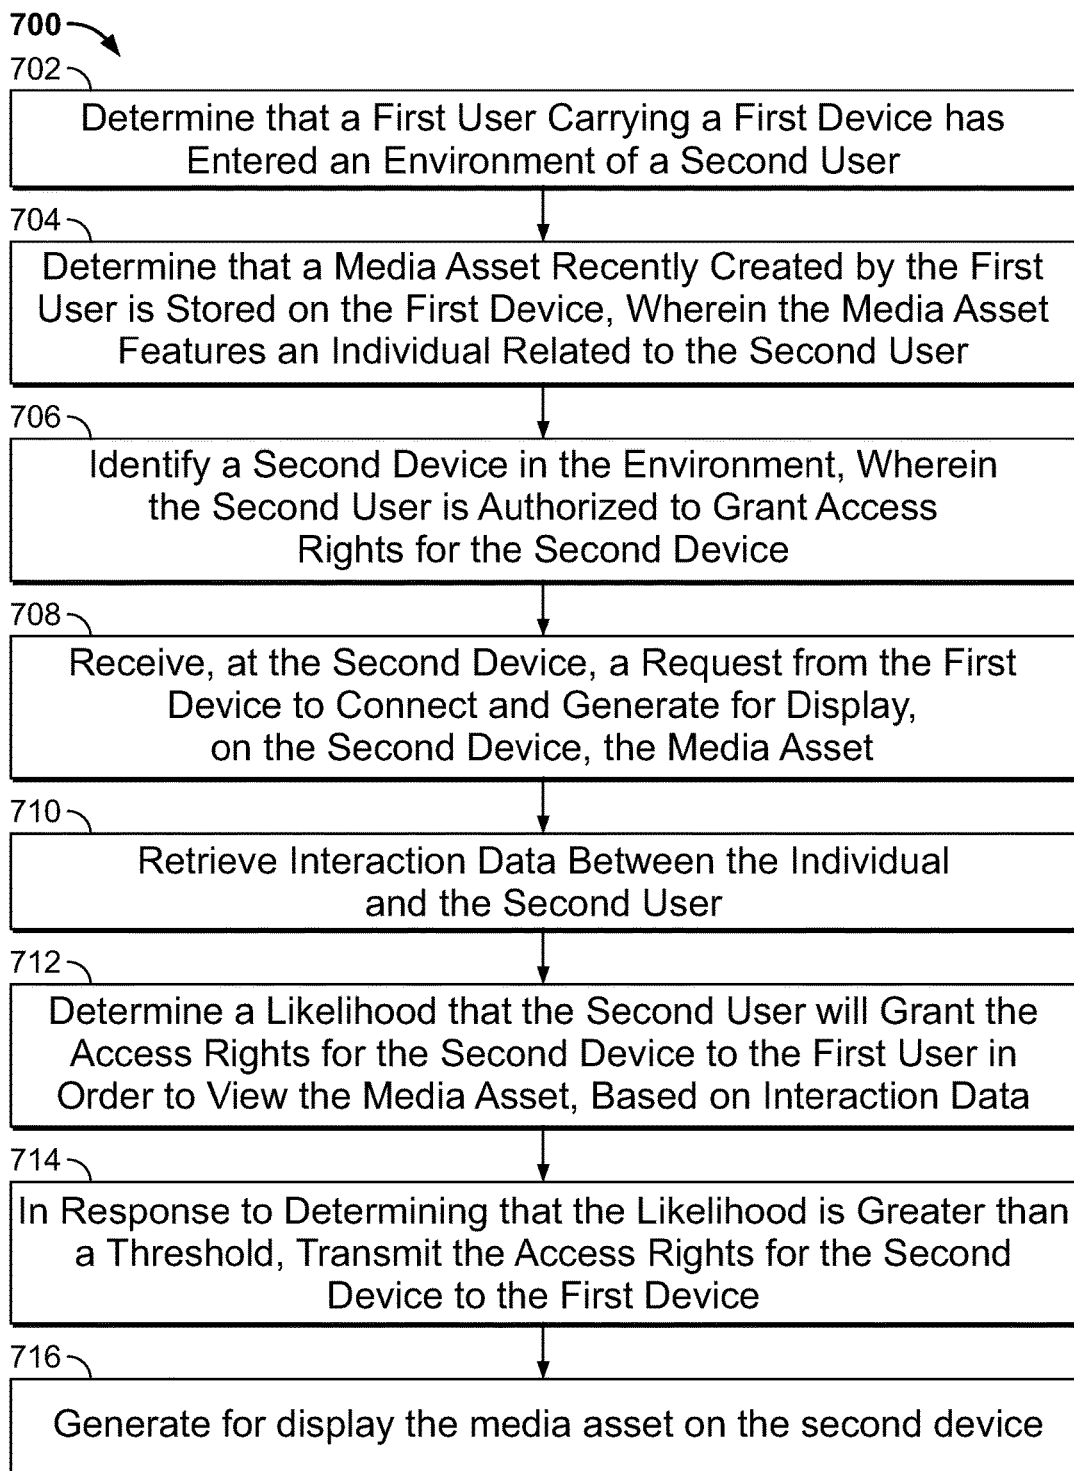 700
702
Determine that a First User Carrying a First Device has
Entered an Environment of a Second User
704
Determine that a Media Asset Recently Created by the First
User is Stored on the First Device, Wherein the Media Asset
Features an Individual Related to the Second User
706
Identify a Second Device in the Environment, Wherein
the Second User is Authorized to Grant Access
Rights for the Second Device
708
Receive, at the Second Device, a Request from the First
Device to Connect and Generate for Display,
on the Second Device, the Media Asset
710
Retrieve Interaction Data Between the Individual
and the Second User
712
Determine a Likelihood that the Second User will Grant the
Access Rights for the Second Device to the First User in
Order to View the Media Asset, Based on Interaction Data
714
In Response to Determining that the Likelihood is Greater than
a Threshold, Transmit the Access Rights for the Second
Device to the First Device
716
Generate for display the media asset on the second device